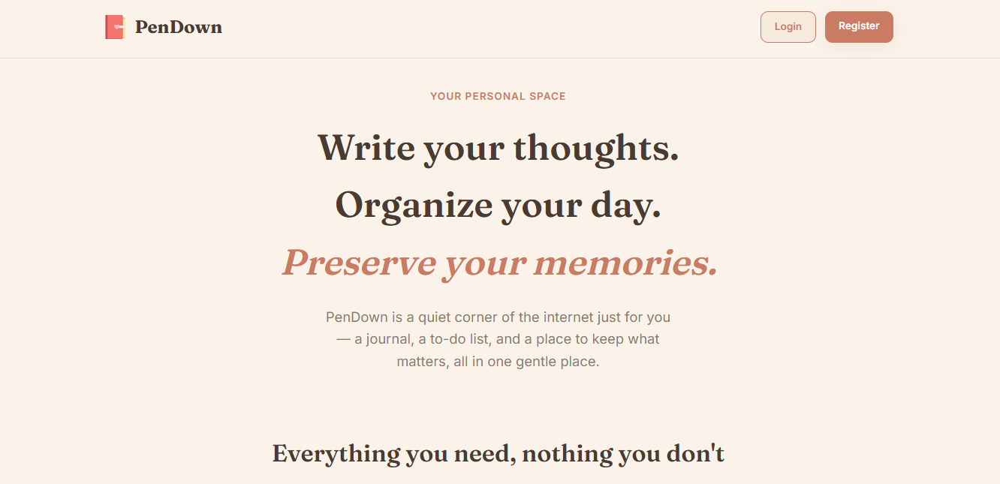 PenDown
Login
Register
YOUR PERSONAL SPACE
Write your thoughts.
Organize your day.
Preserve your memories.
PenDown is a quiet corner of the internet just for you
— a journal, a to-do list, and a place to keep what
matters, all in one gentle place.
Everything you need, nothing you don't